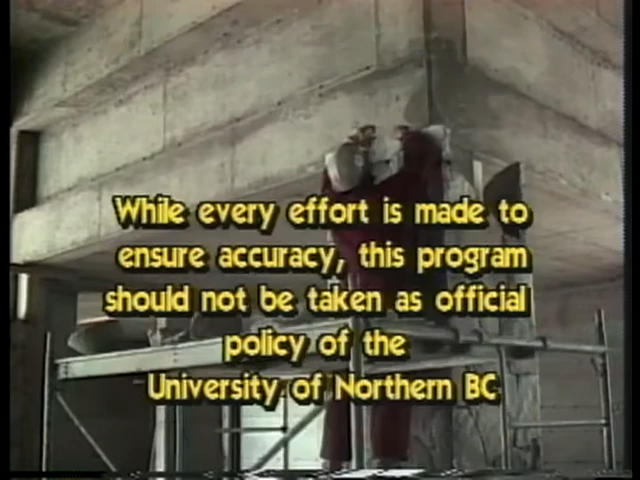 While every effort is made to
ensure accuracy, this program
should not be taken as official
policy of the
University of Northern BC